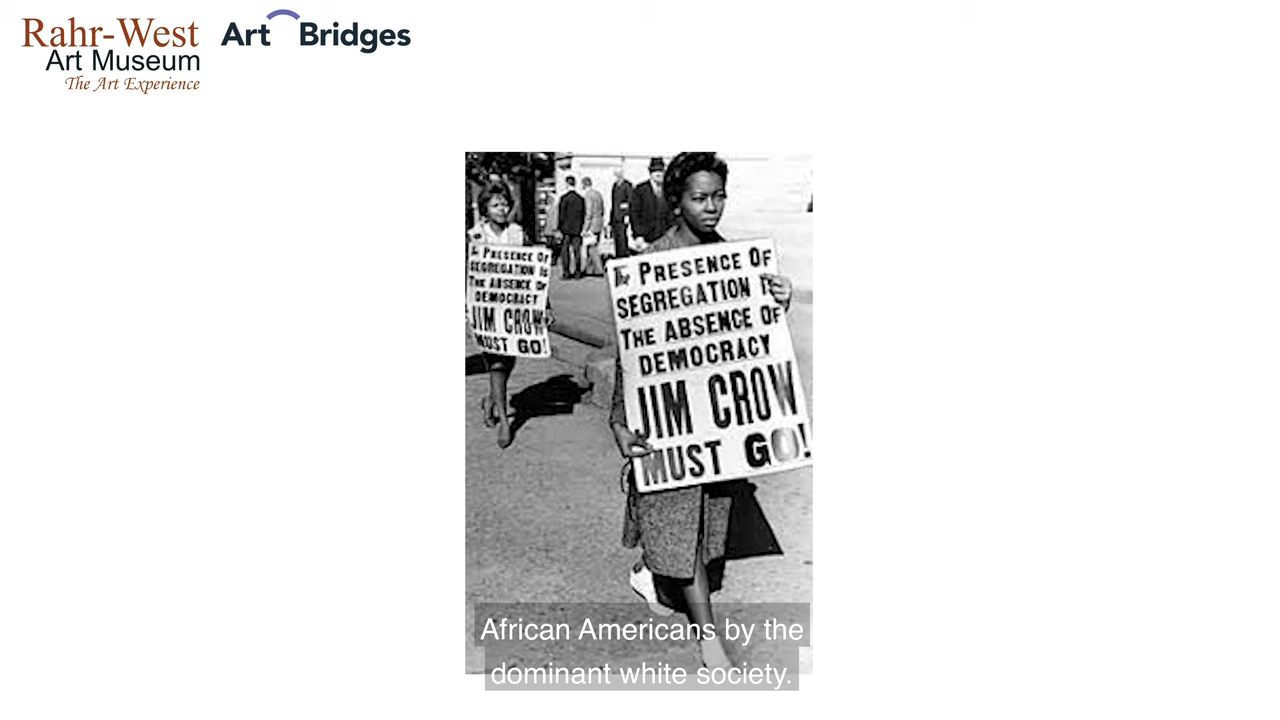 Rahr-West
Art Museum
The Art Experience
Art Bridges
The PRESENCE OF
SEGREGATION IS
THE ABSENCE OF
DEMOCRACY
JIM CROW
MUST GO!
The PRESENCE OF
SEGREGATION IS
THE ABSENCE OF
DEMOCRACY
JIM CROW
MUST GO!
African Americans by the
dominant white society.